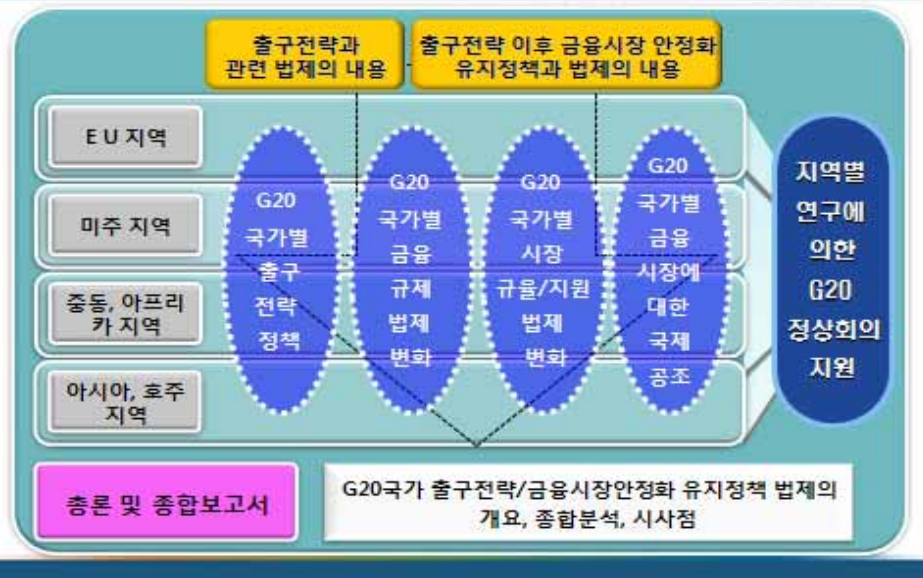 출구전략과
관련 법제의 내용
출구전략 이후 금융시장 안정화
유지정책과 법제의 내용
E U 지역
미주 지역
중동, 아프리
카 지역
아시아, 호주
지역
G20
국가별
출구
전략
정책
G20
국가별
금융
규제
법제
변화
G20
국가별
시장
규율/지원
법제
변화
G20
국가별
금융
시장에
대한
국제
공조
지역별
연구에
의한
G20
정상회의
지원
총론 및 종합보고서
G20국가 출구전략/금융시장안정화 유지정책 법제의
개요, 종합분석, 시사점